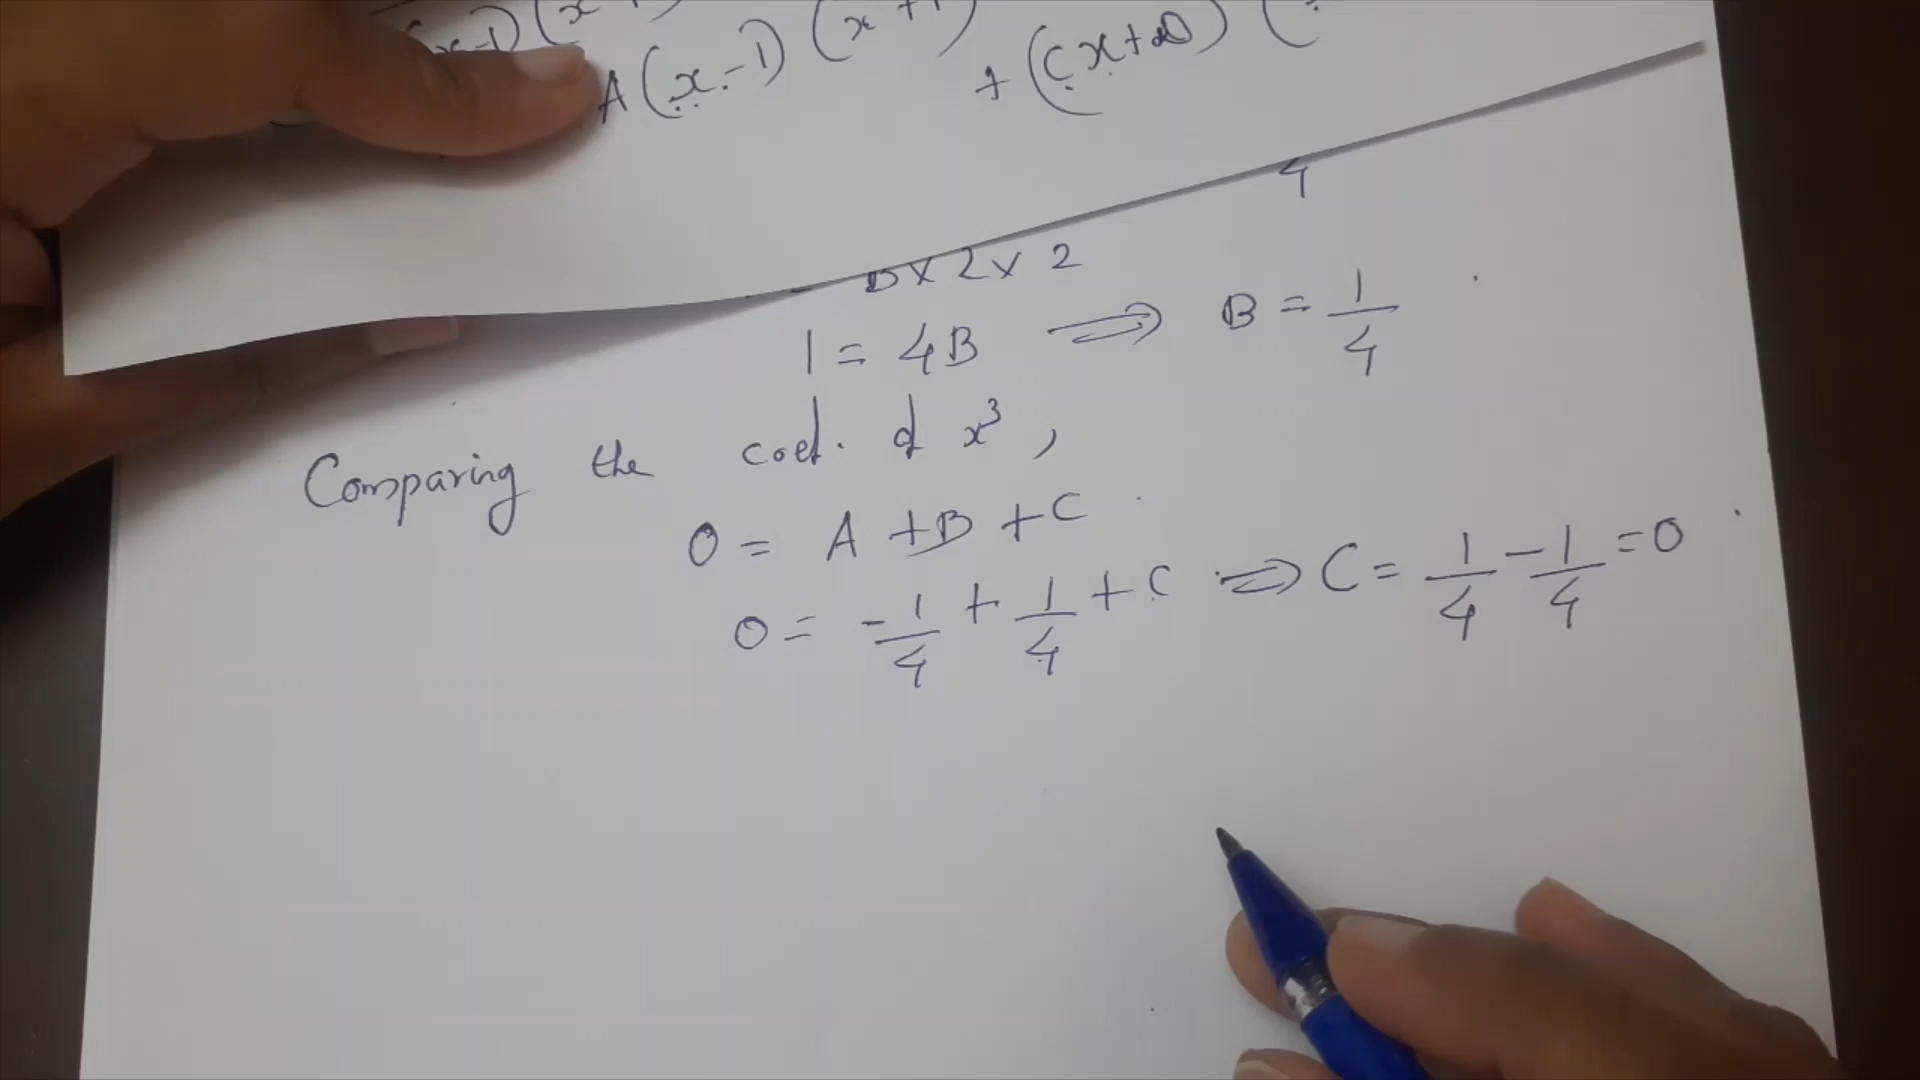 (x-1)(x
A(x-1)(x+1) + (Cx+D)(
4
B×2×2
1 = 4B ⟹ B = 1/4
Comparing the coef. of x³,
0 = A + B + C
0 = -1/4 + 1/4 + C ⟹ C = 1/4 - 1/4 = 0